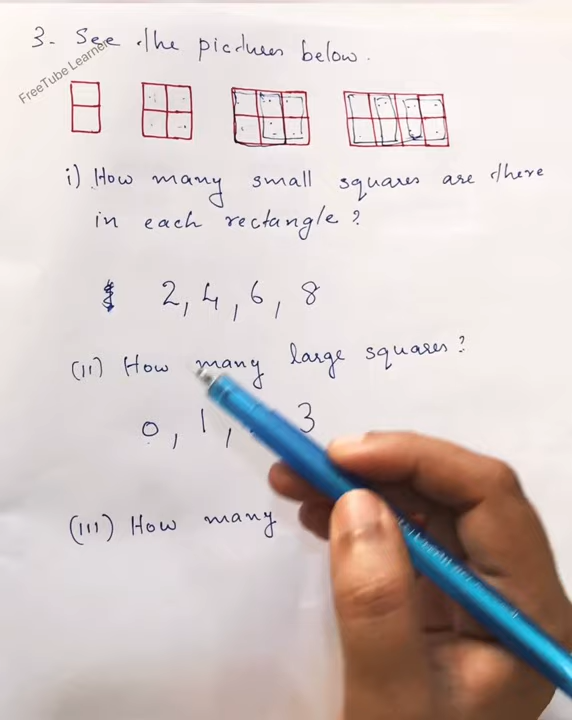 3. See the pictures below.
FreeTube Learner
i) How many small squares are there
in each rectangle?
2, 4, 6, 8
(ii) How many large squares?
0, 1, 3
(iii) How many